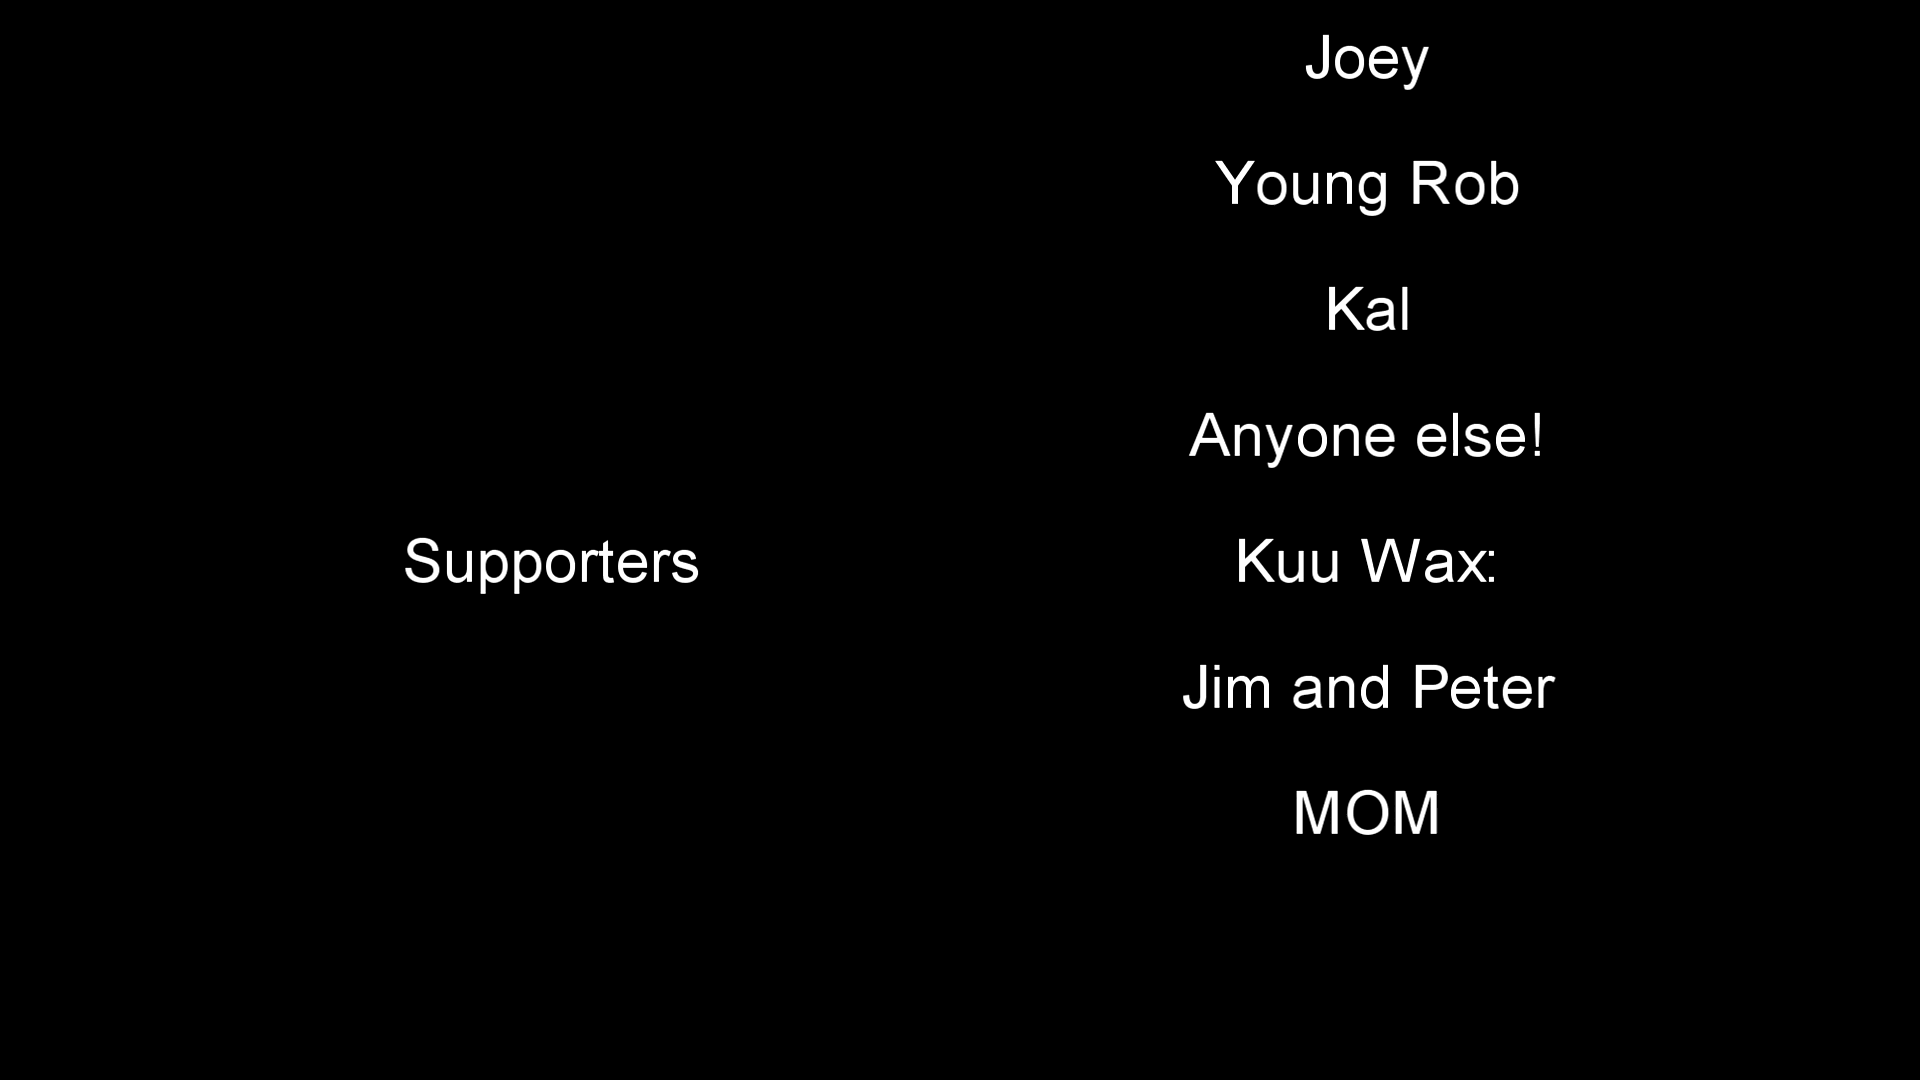 Joey
Young Rob
Kal
Anyone else!
Supporters
Kuu Wax:
Jim and Peter
MOM